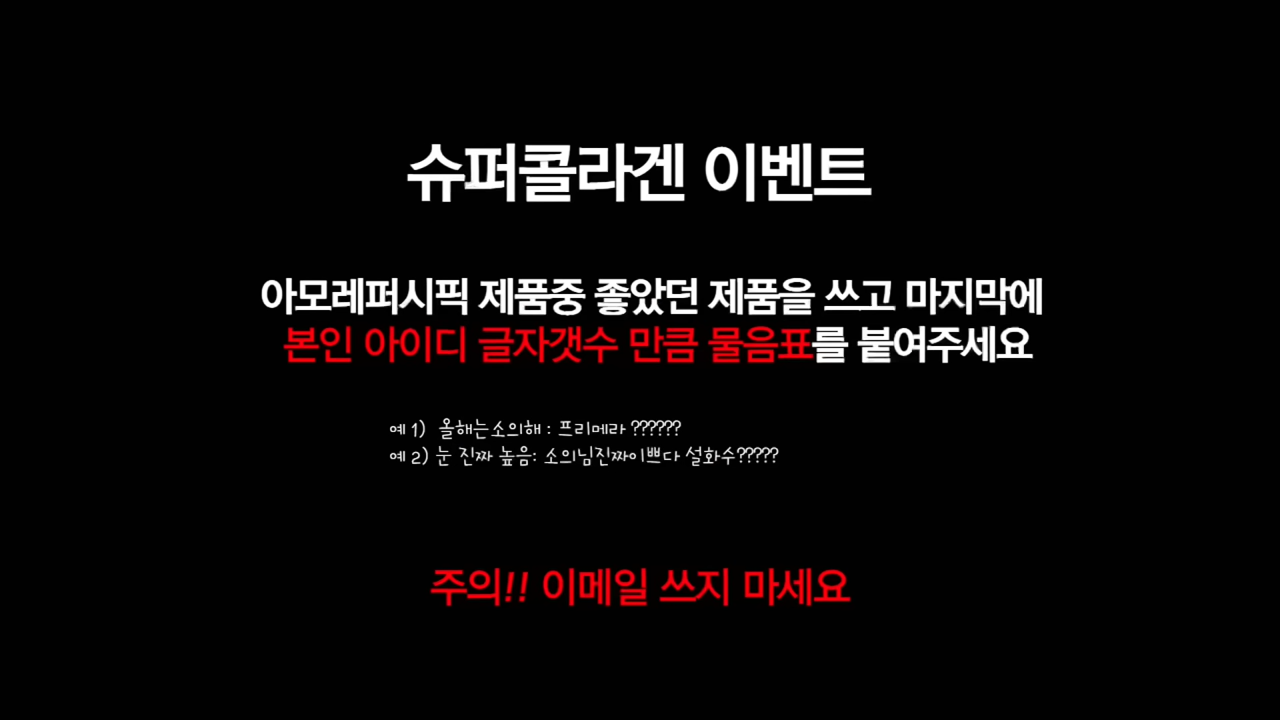 슈퍼콜라겐 이벤트
아모레퍼시픽 제품중 좋았던 제품을 쓰고 마지막에
본인 아이디 글자갯수 만큼 물음표를 붙여주세요
예 1) 올해는소의해 : 프리메라 ??????
예 2) 눈 진짜 높음: 소의님진짜이쁘다 설화수?????
주의!! 이메일 쓰지 마세요